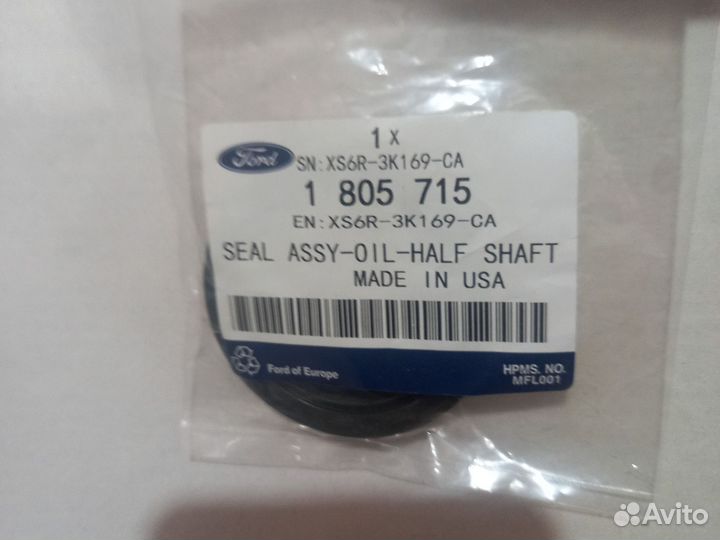 1 x
Ford
SN:XS6R-3K169-CA
1 805 715
EN:XS6R-3K169-CA
SEAL ASSY-OIL-HALF SHAFT
MADE IN USA
Ford of Europe
HPMS. NO.
MFL001
Avito